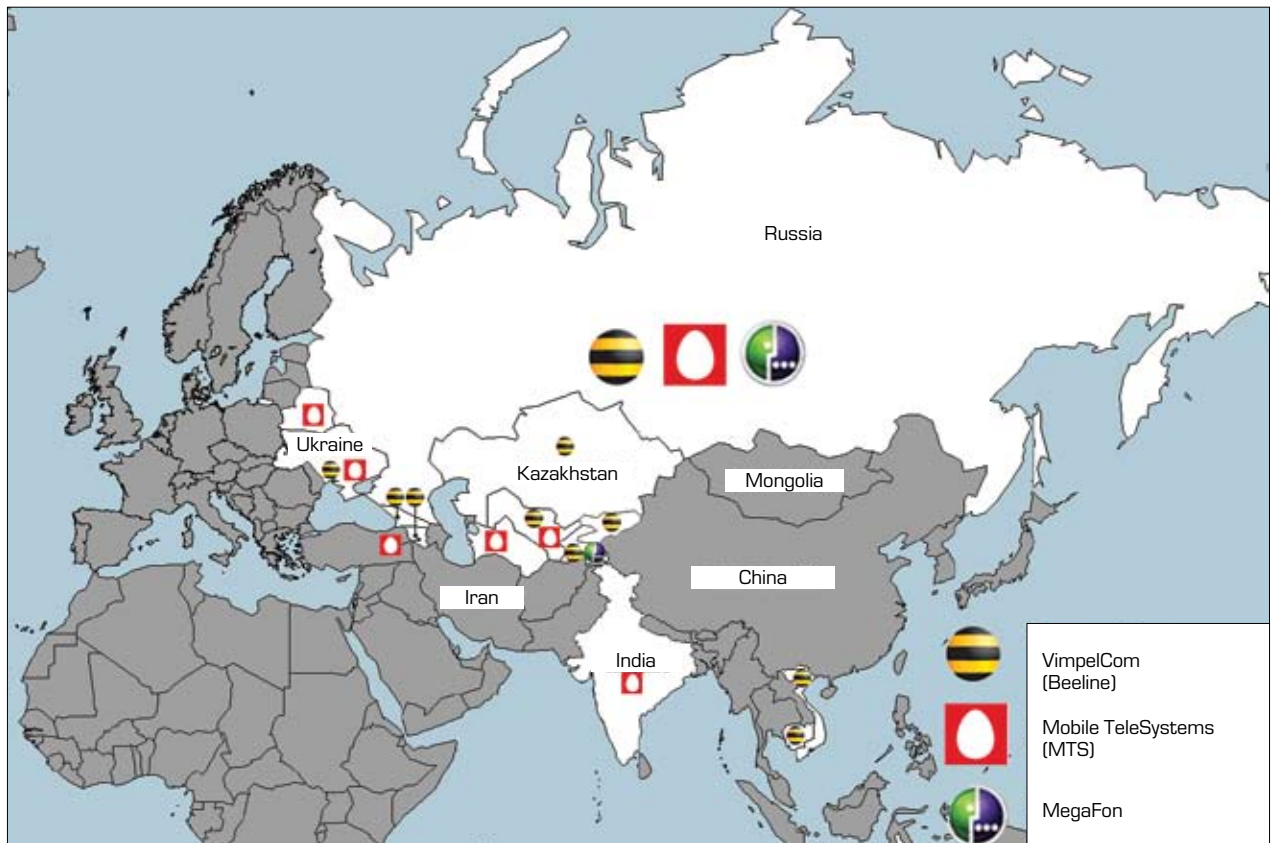 Russia
Ukraine
Kazakhstan
Mongolia
China
Iran
India
VimpelCom
(Beeline)
Mobile TeleSystems
(MTS)
MegaFon